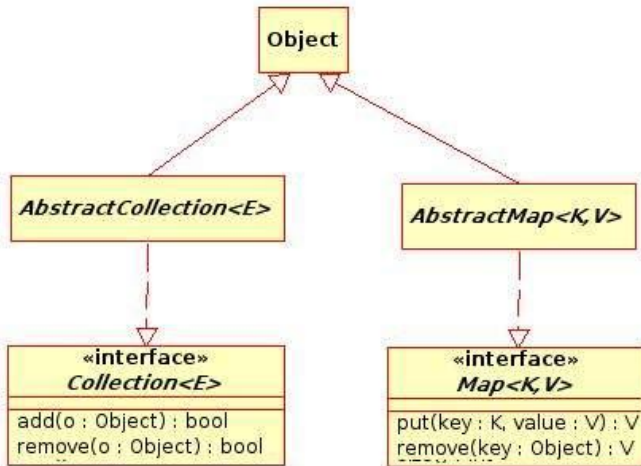 Object
AbstractCollection<E>
AbstractMap<K,V>
«interface»
Collection<E>
add(o : Object) : bool
remove(o : Object) : bool
«interface»
Map<K,V>
put(key : K, value : V) : V
remove(key : Object) : V